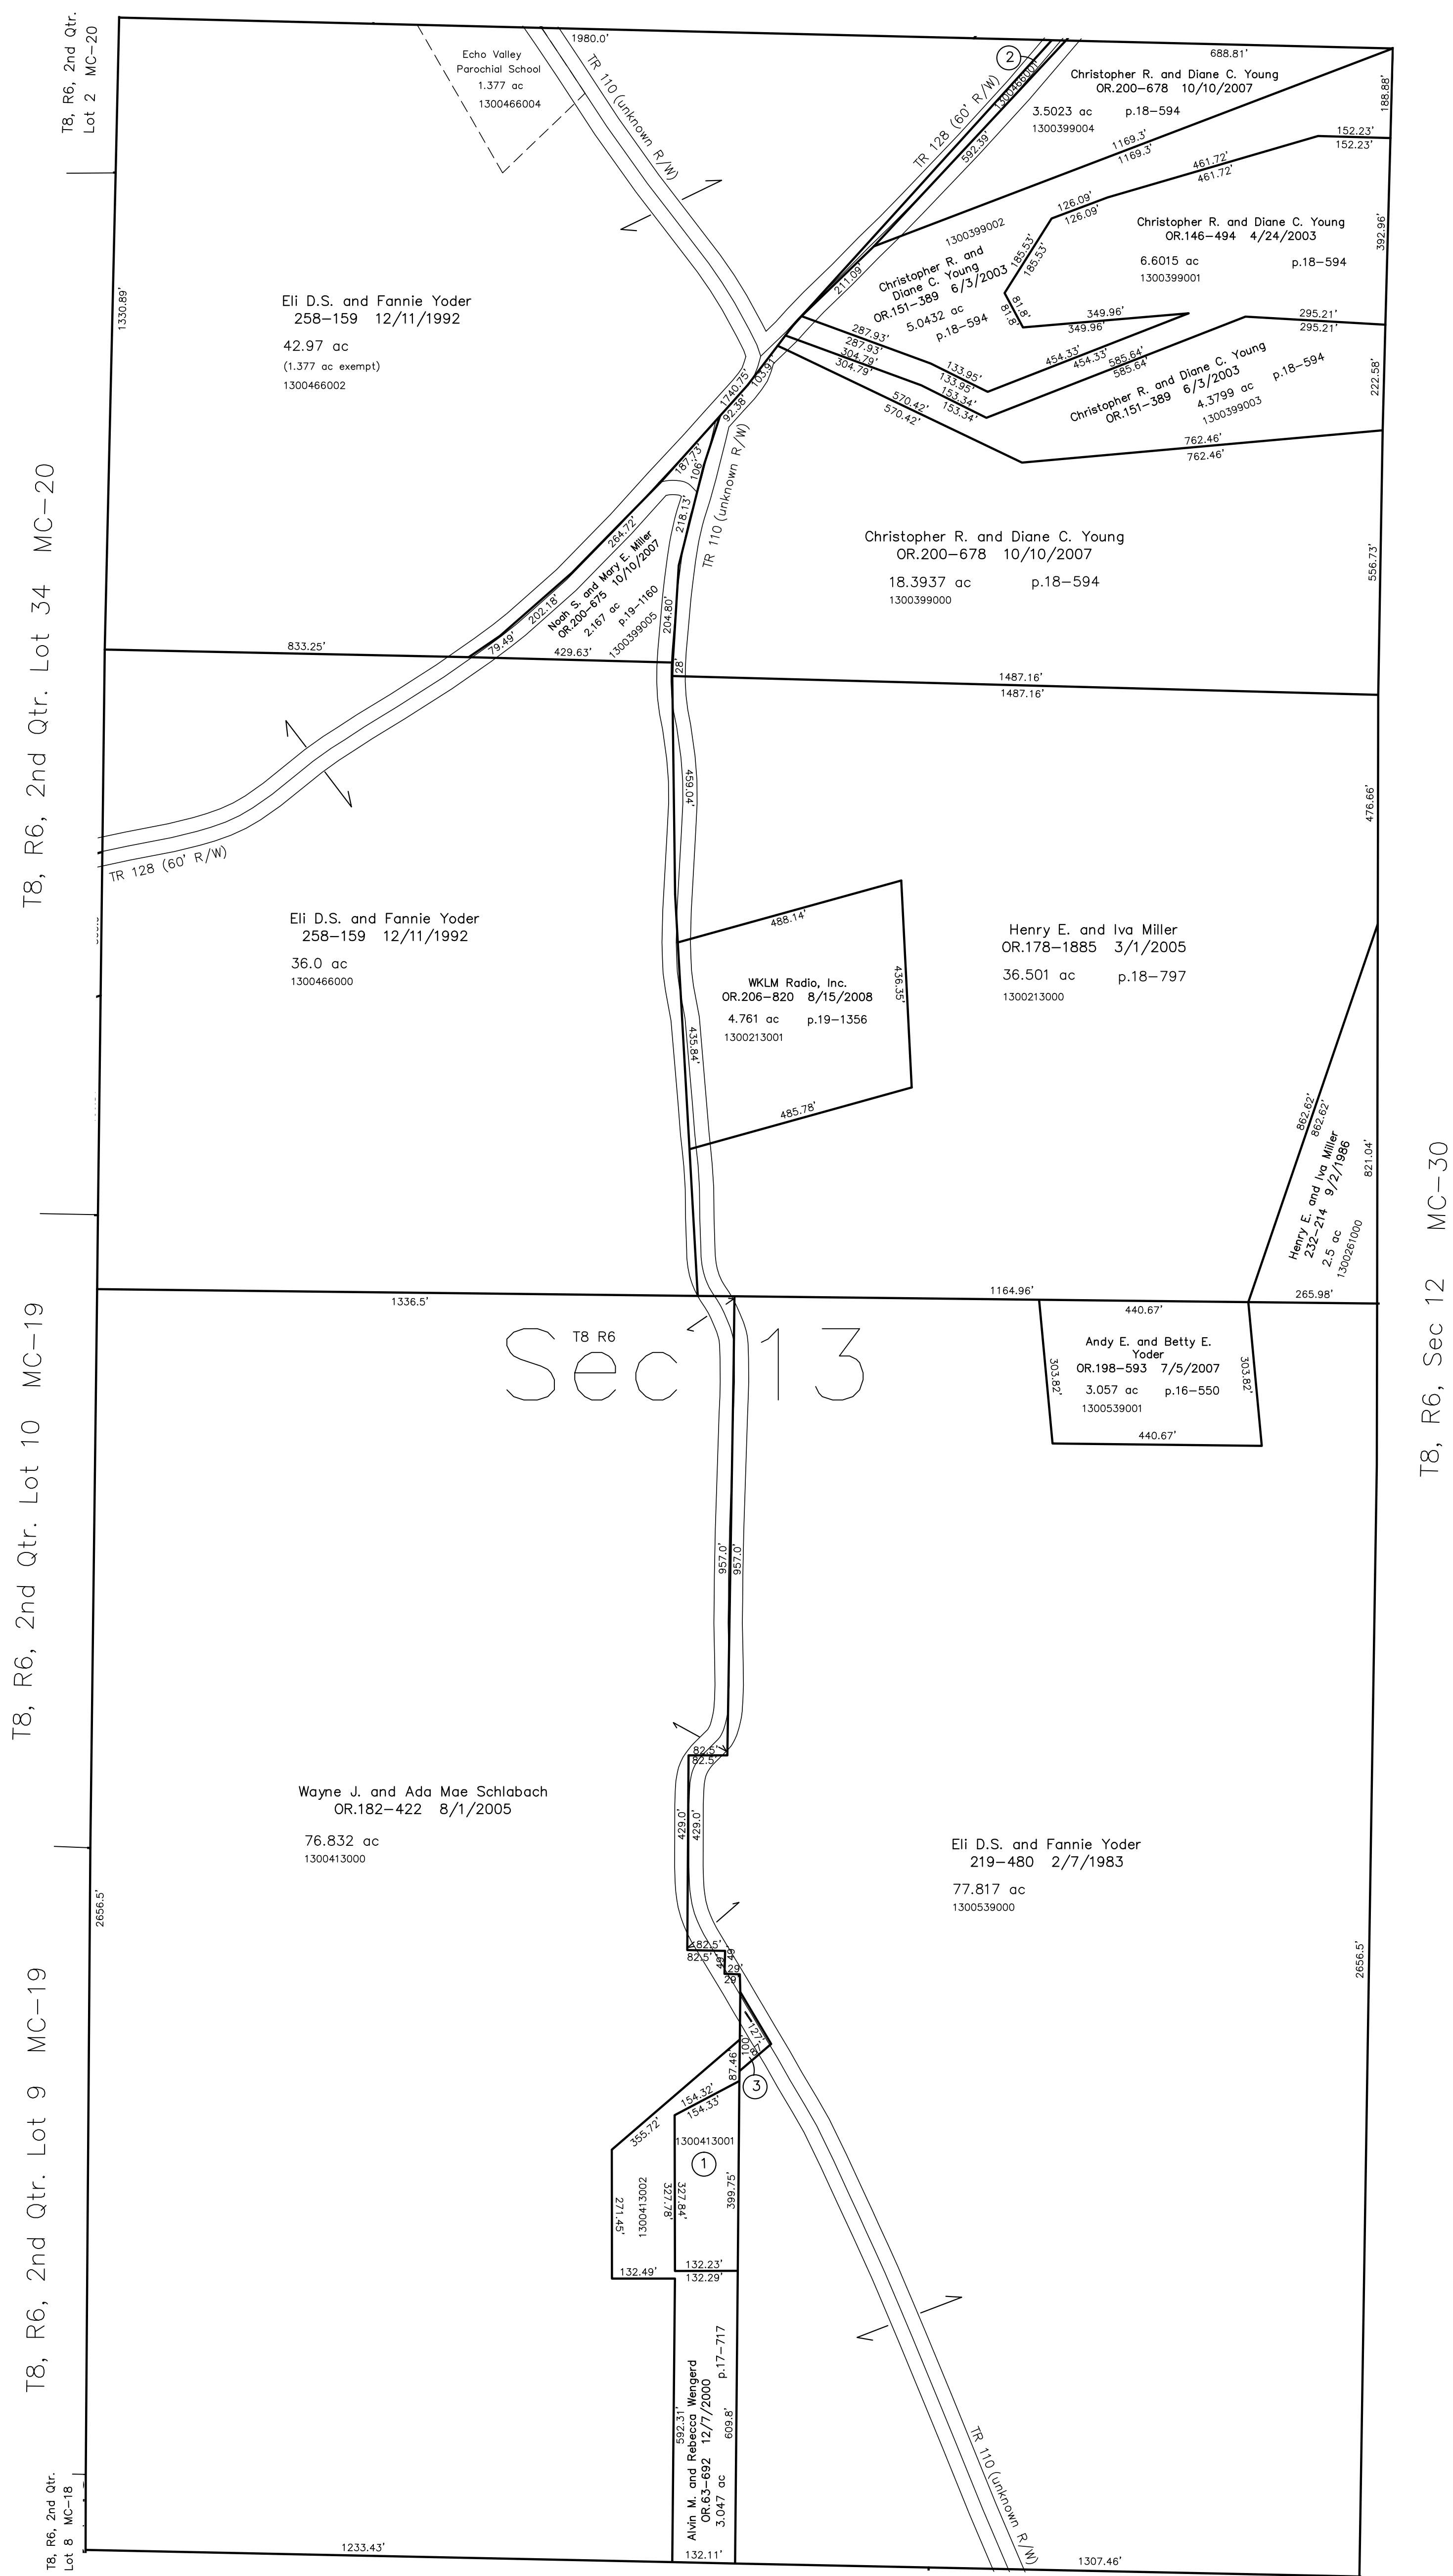 T8, R6, 2nd Qtr.
Lot 2 MC-20
1980.0'
Echo Valley
Parochial School
1.377 ac
1300466004
TR 110 (unknown R/W)
2
TR 128 (60' R/W)
1300466001
592.39'
688.81'
Christopher R. and Diane C. Young
OR.200-678 10/10/2007
3.5023 ac p.18-594
1300399004
188.88'
1169.3'
1169.3'
152.23'
152.23'
461.72'
461.72'
126.09'
126.09'
185.53'
185.53'
Christopher R. and Diane C. Young
OR.146-494 4/24/2003
6.6015 ac p.18-594
1300399001
392.96'
1300399002
Christopher R. and
Diane C. Young
OR.151-389 6/3/2003
5.0432 ac
p.18-594
211.09'
81.8'
81.8'
349.96'
349.96'
295.21'
295.21'
1330.89'
Eli D.S. and Fannie Yoder
258-159 12/11/1992
42.97 ac
(1.377 ac exempt)
1300466002
287.93'
287.93'
304.79'
304.79'
133.95'
133.95'
153.34'
153.34'
454.33'
454.33'
585.64'
585.64'
Christopher R. and Diane C. Young
OR.151-389 6/3/2003
4.3799 ac p.18-594
1300399003
222.58'
570.42'
570.42'
762.46'
762.46'
1740.75'
103.91'
92.38'
187.73'
106'
218.13'
264.72'
TR 110 (unknown R/W)
T8, R6, 2nd Qtr. Lot 34 MC-20
Christopher R. and Diane C. Young
OR.200-678 10/10/2007
18.3937 ac p.18-594
1300399000
556.73'
Noah S. and Mary E. Miller
OR.200-675 10/10/2007
2.167 ac
p.19-1160
1300399005
202.18'
79.49'
204.80'
833.25'
429.63'
28'
1487.16'
1487.16'
459.04'
476.66'
TR 128 (60' R/W)
Eli D.S. and Fannie Yoder
258-159 12/11/1992
36.0 ac
1300466000
488.14'
436.35'
WKLM Radio, Inc.
OR.206-820 8/15/2008
4.761 ac p.19-1356
1300213001
435.84'
485.78'
Henry E. and Iva Miller
OR.178-1885 3/1/2005
36.501 ac p.18-797
1300213000
862.62'
862.62'
Henry E. and Iva Miller
232-214 9/2/1986
2.5 ac
1300261000
821.04'
T8, R6, Sec 12 MC-30
1336.5'
1164.96'
265.98'
440.67'
T8 R6
Sec 13
303.82'
Andy E. and Betty E.
Yoder
OR.198-593 7/5/2007
3.057 ac p.16-550
1300539001
303.82'
440.67'
T8, R6, 2nd Qtr. Lot 10 MC-19
957.0'
957.0'
82.5'
82.5'
Wayne J. and Ada Mae Schlabach
OR.182-422 8/1/2005
76.832 ac
1300413000
429.0'
429.0'
Eli D.S. and Fannie Yoder
219-480 2/7/1983
77.817 ac
1300539000
2656.5'
2656.5'
82.5'
82.5'
49'
49'
29'
29'
127'
100'
87'
87.46'
3
154.32'
154.33'
355.72'
1300413001
1
271.45'
1300413002
327.78'
327.84'
399.75'
132.23'
132.29'
132.49'
T8, R6, 2nd Qtr. Lot 9 MC-19
592.31'
Alvin M. and Rebecca Wengerd
OR.63-692 12/7/2000
3.047 ac p.17-717
609.8'
TR 110 (unknown R/W)
T8, R6, 2nd Qtr.
Lot 8 MC-18
1233.43'
132.11'
1307.46'